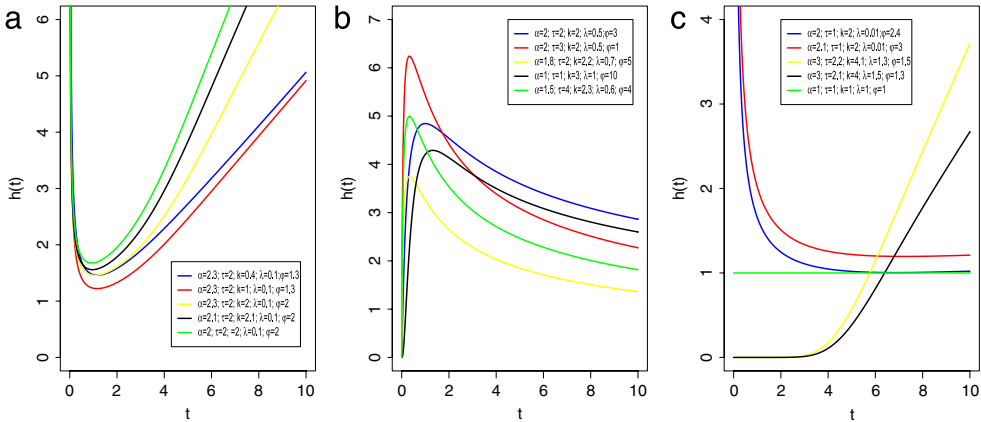 a
h(t)
6
5
4
3
2
1
0
0 2 4 6 8 10
t
α=2,3; τ=2; k=0.4; λ=0.1;φ=1,3
α=2,3; τ=2; k=1; λ=0,1; φ=1,3
α=2,3; τ=2; k=2; λ=0,1; φ=2
α=2.1; τ=2; k=2.1; λ=0.1; φ=2
α=2; τ=2; =2; λ=0.1; φ=2
b
h(t)
7
6
5
4
3
2
1
0
0 2 4 6 8 10
t
α=2; τ=2; k=2; λ=0.5;φ=3
α=2; τ=3; k=2; λ=0.5; φ=1
α=1,8; τ=2; k=2.2; λ=0,7; φ=5
α=1; τ=1; k=3; λ=1; φ=10
α=1.5; τ=4; k=2.3; λ=0.6; φ=4
c
h(t)
4
3
2
1
0
0 2 4 6 8 10
t
α=2; τ=1; k=2; λ=0.01;φ=2.4
α=2.1; τ=1; k=2; λ=0.01; φ=3
α=3; τ=2.2; k=4.1; λ=1.3; φ=1.5
α=3; τ=2.1; k=4; λ=1.5; φ=1.3
α=1; τ=1; k=1; λ=1; φ=1